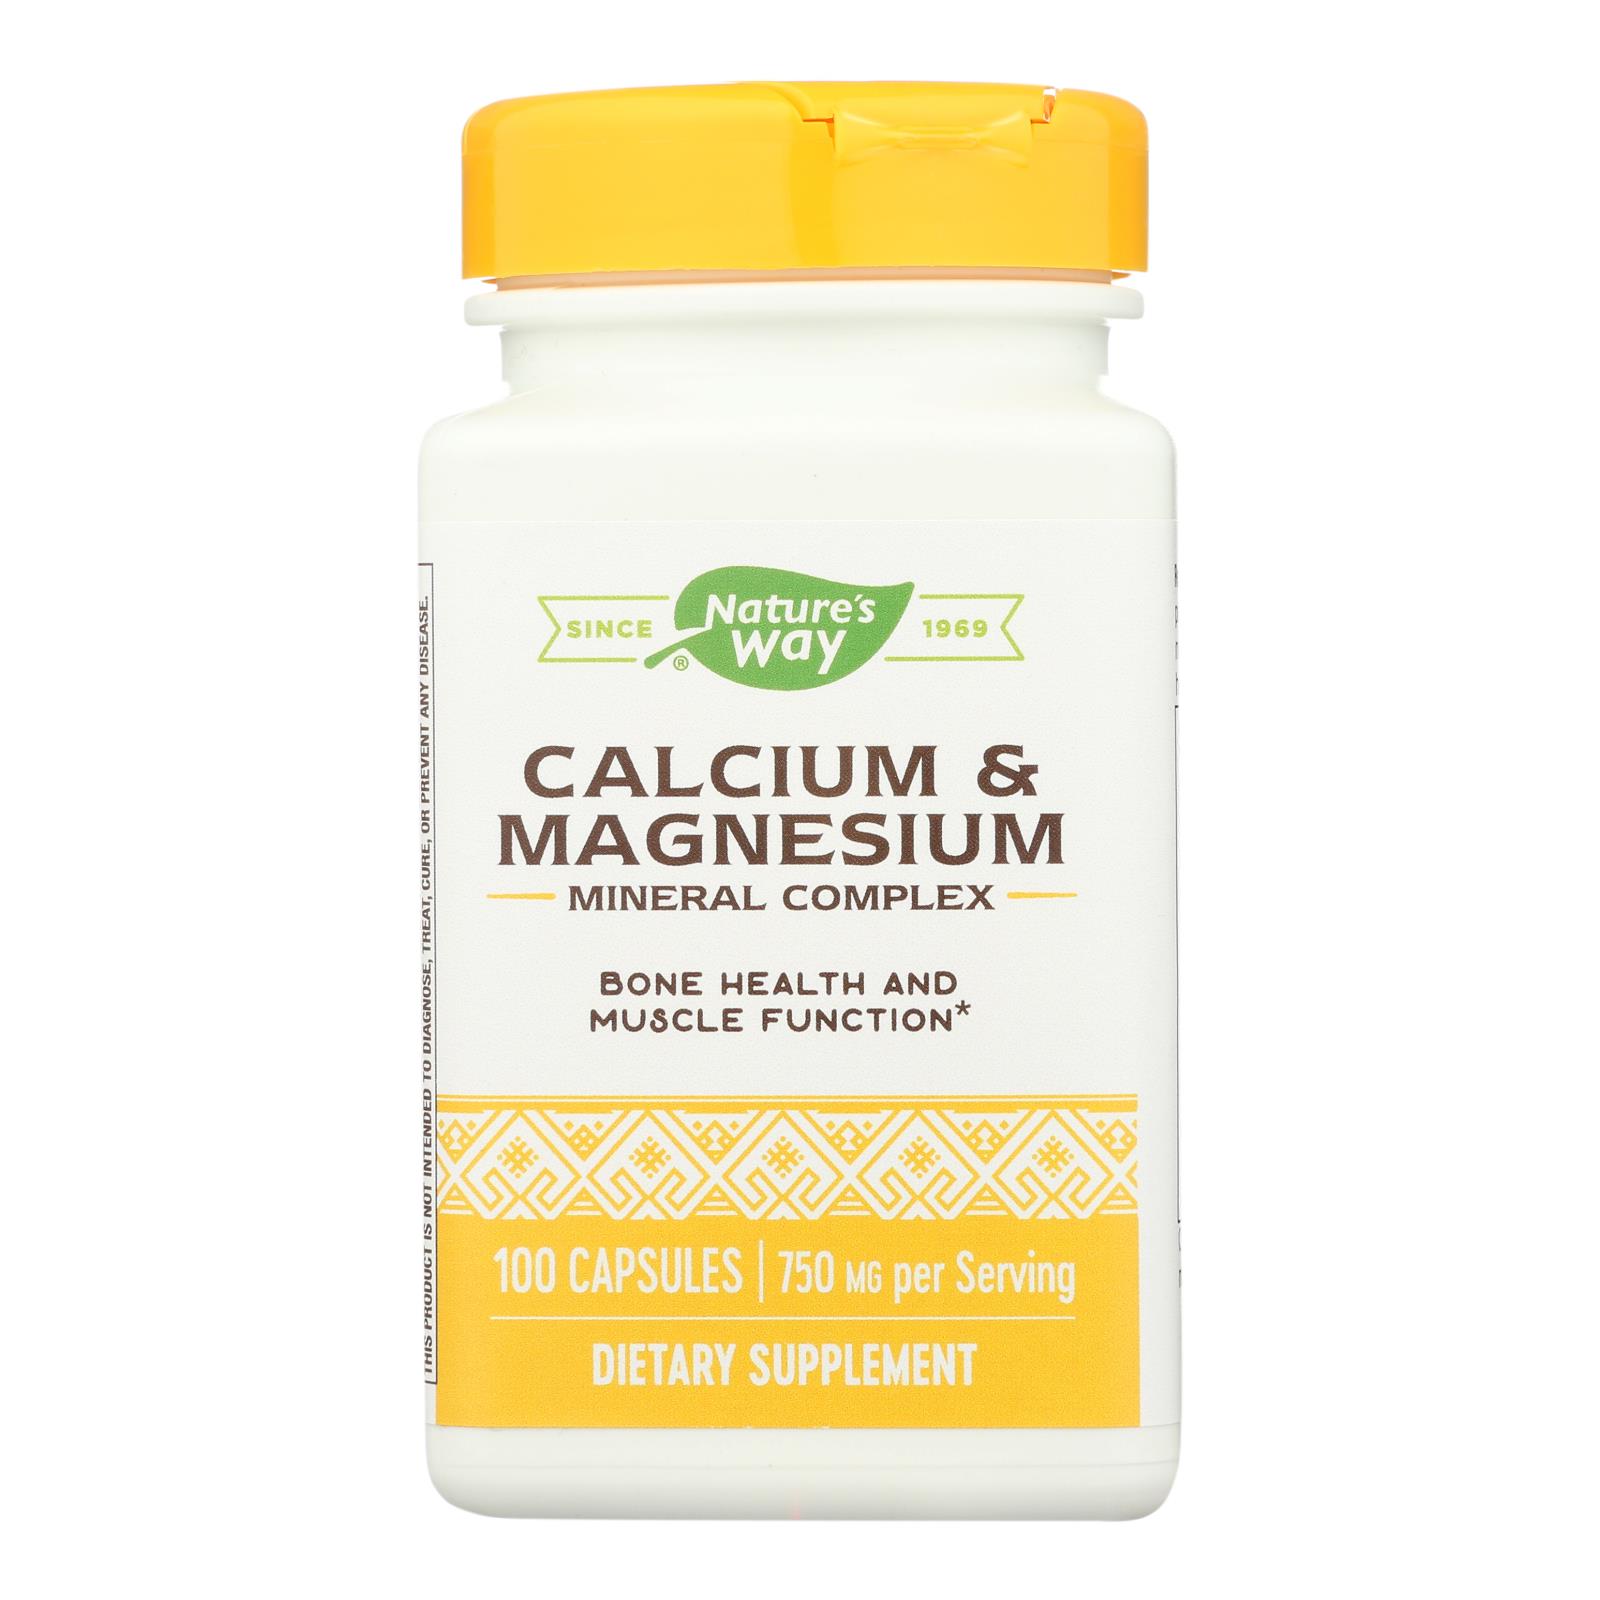 SINCE
Nature's
Way
®
1969
CALCIUM &
MAGNESIUM
MINERAL COMPLEX
BONE HEALTH AND
MUSCLE FUNCTION*
100 CAPSULES | 750 MG per Serving
DIETARY SUPPLEMENT
THIS PRODUCT IS NOT INTENDED TO DIAGNOSE, TREAT, CURE, OR PREVENT ANY DISEASE.